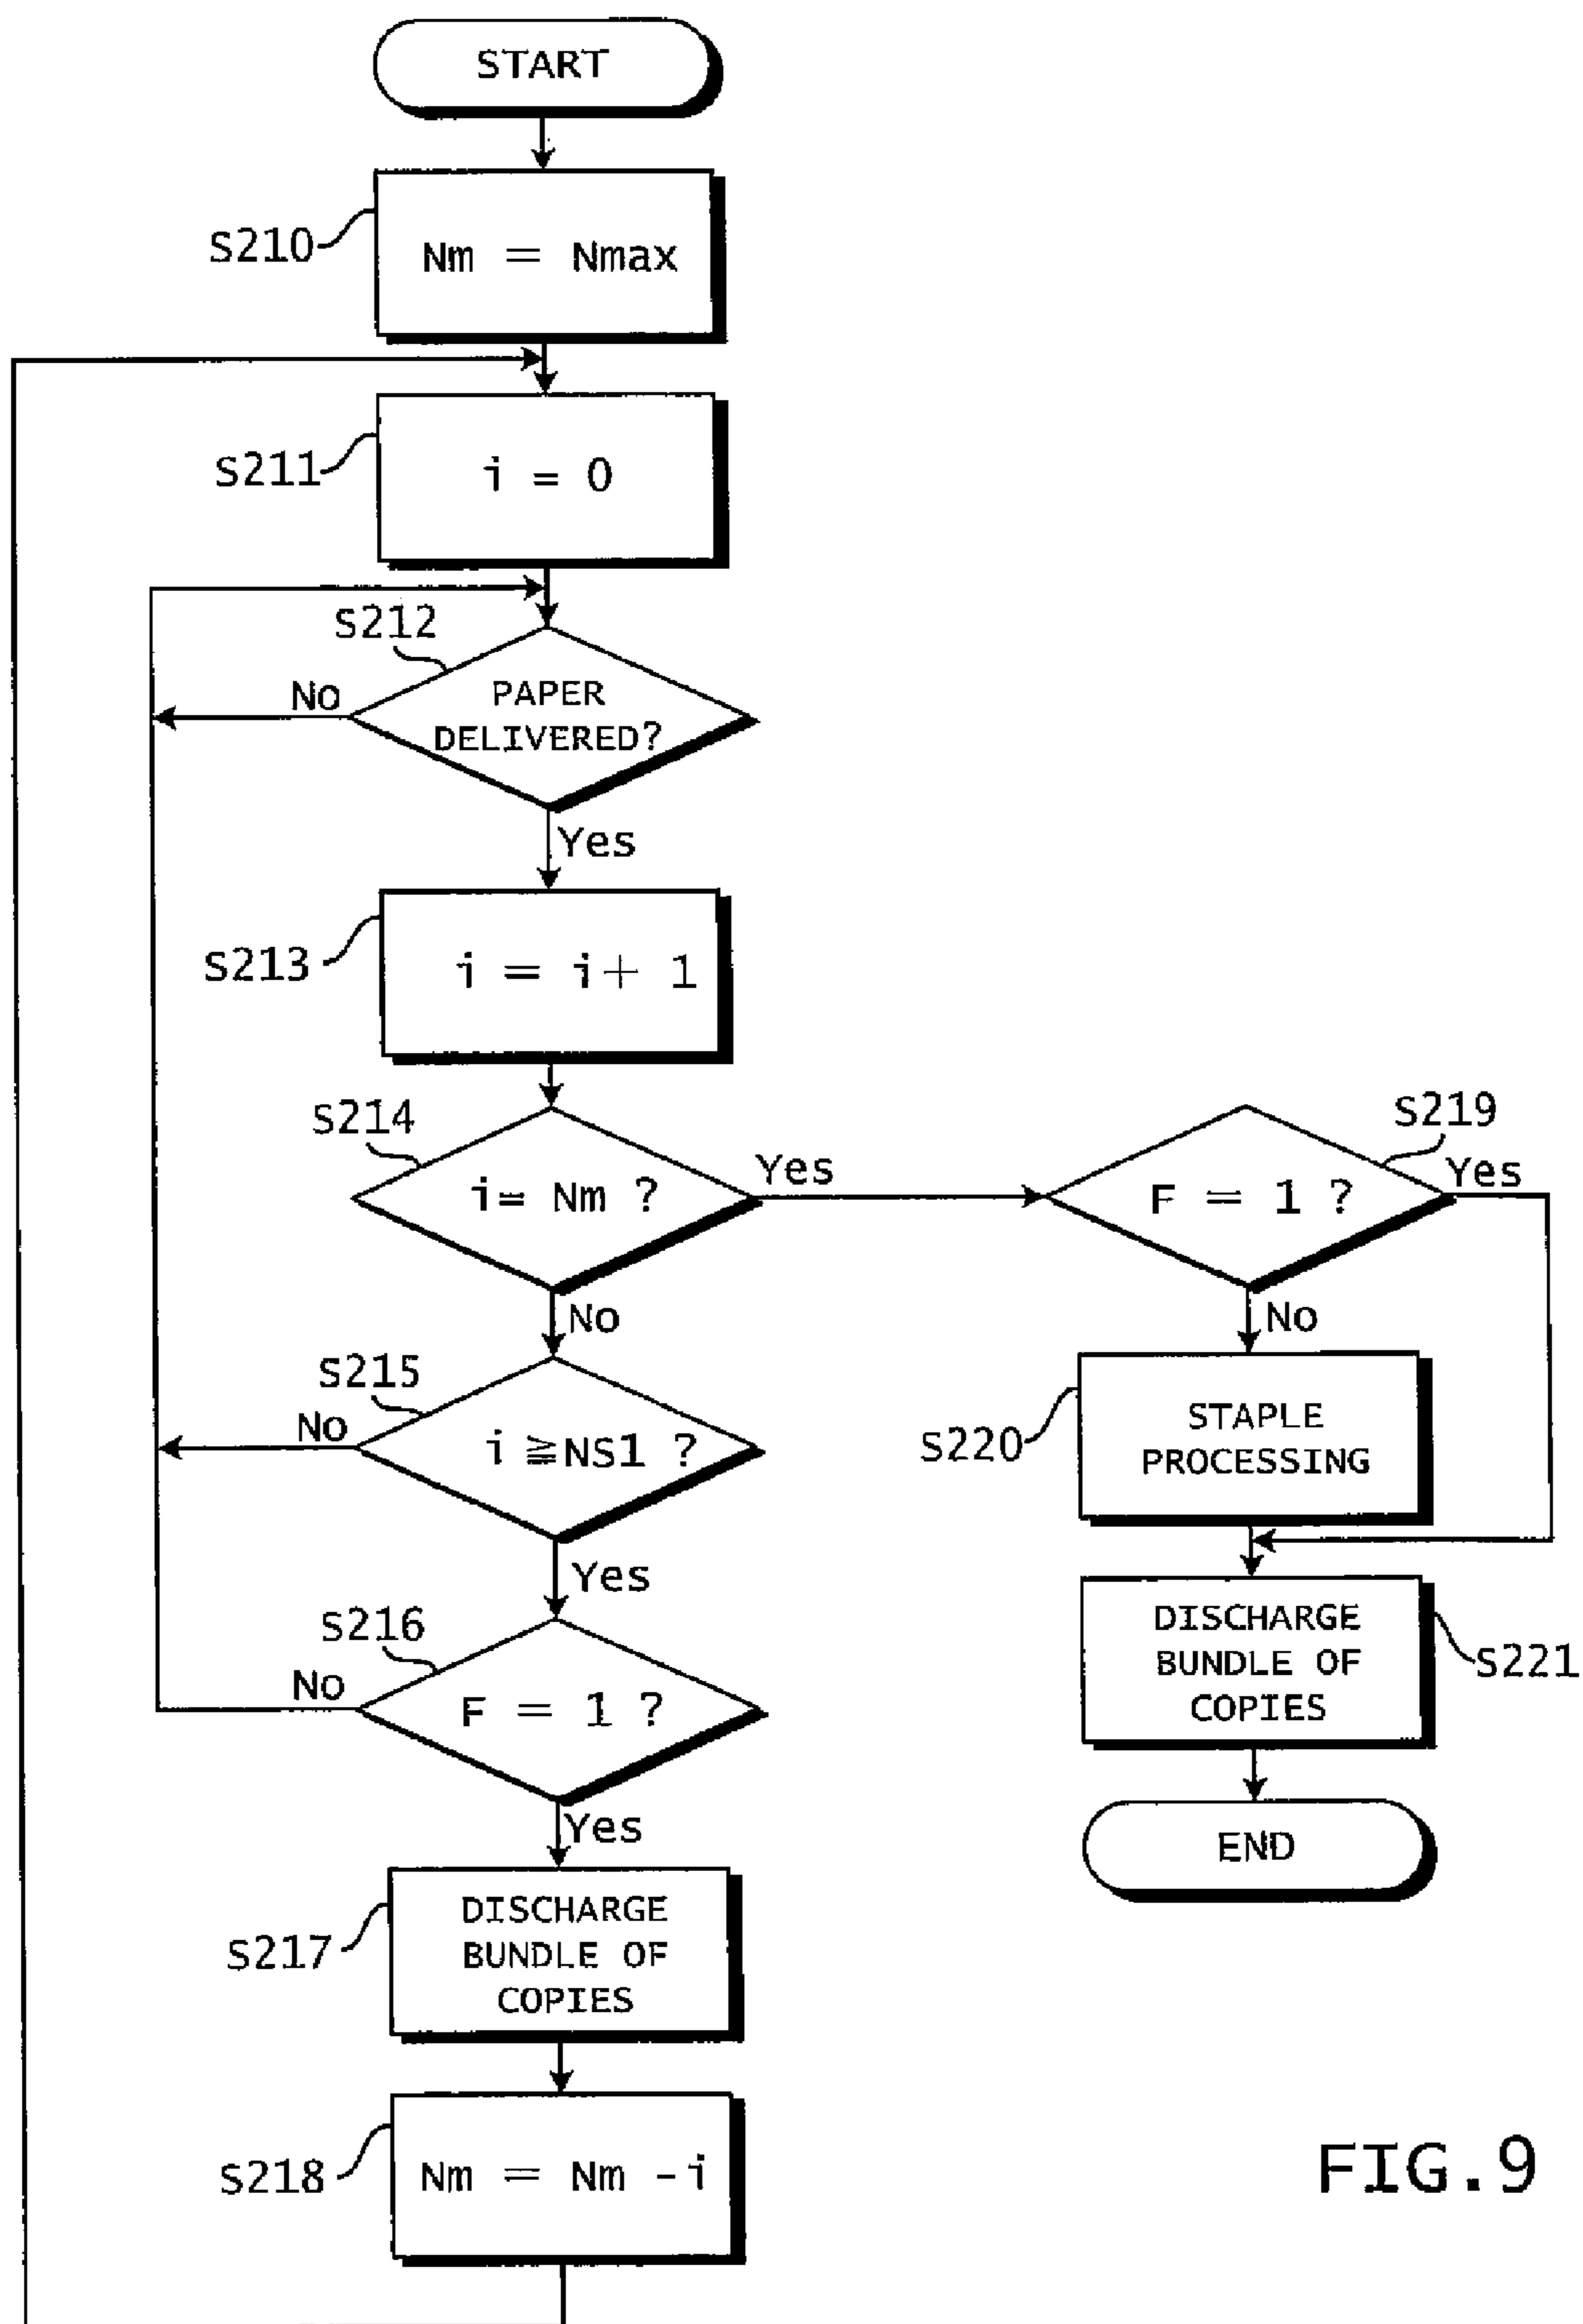 START
S210
Nm = Nmax
S211
i = 0
S212
PAPER
DELIVERED?
No
Yes
S213
i = i + 1
S214
i= Nm ?
Yes
No
S215
i ≧NS1 ?
No
Yes
S216
F = 1 ?
No
Yes
S217
DISCHARGE
BUNDLE OF
COPIES
S218
Nm = Nm -i
S219
F = 1 ?
Yes
No
S220
STAPLE
PROCESSING
S221
DISCHARGE
BUNDLE OF
COPIES
END
FIG.9